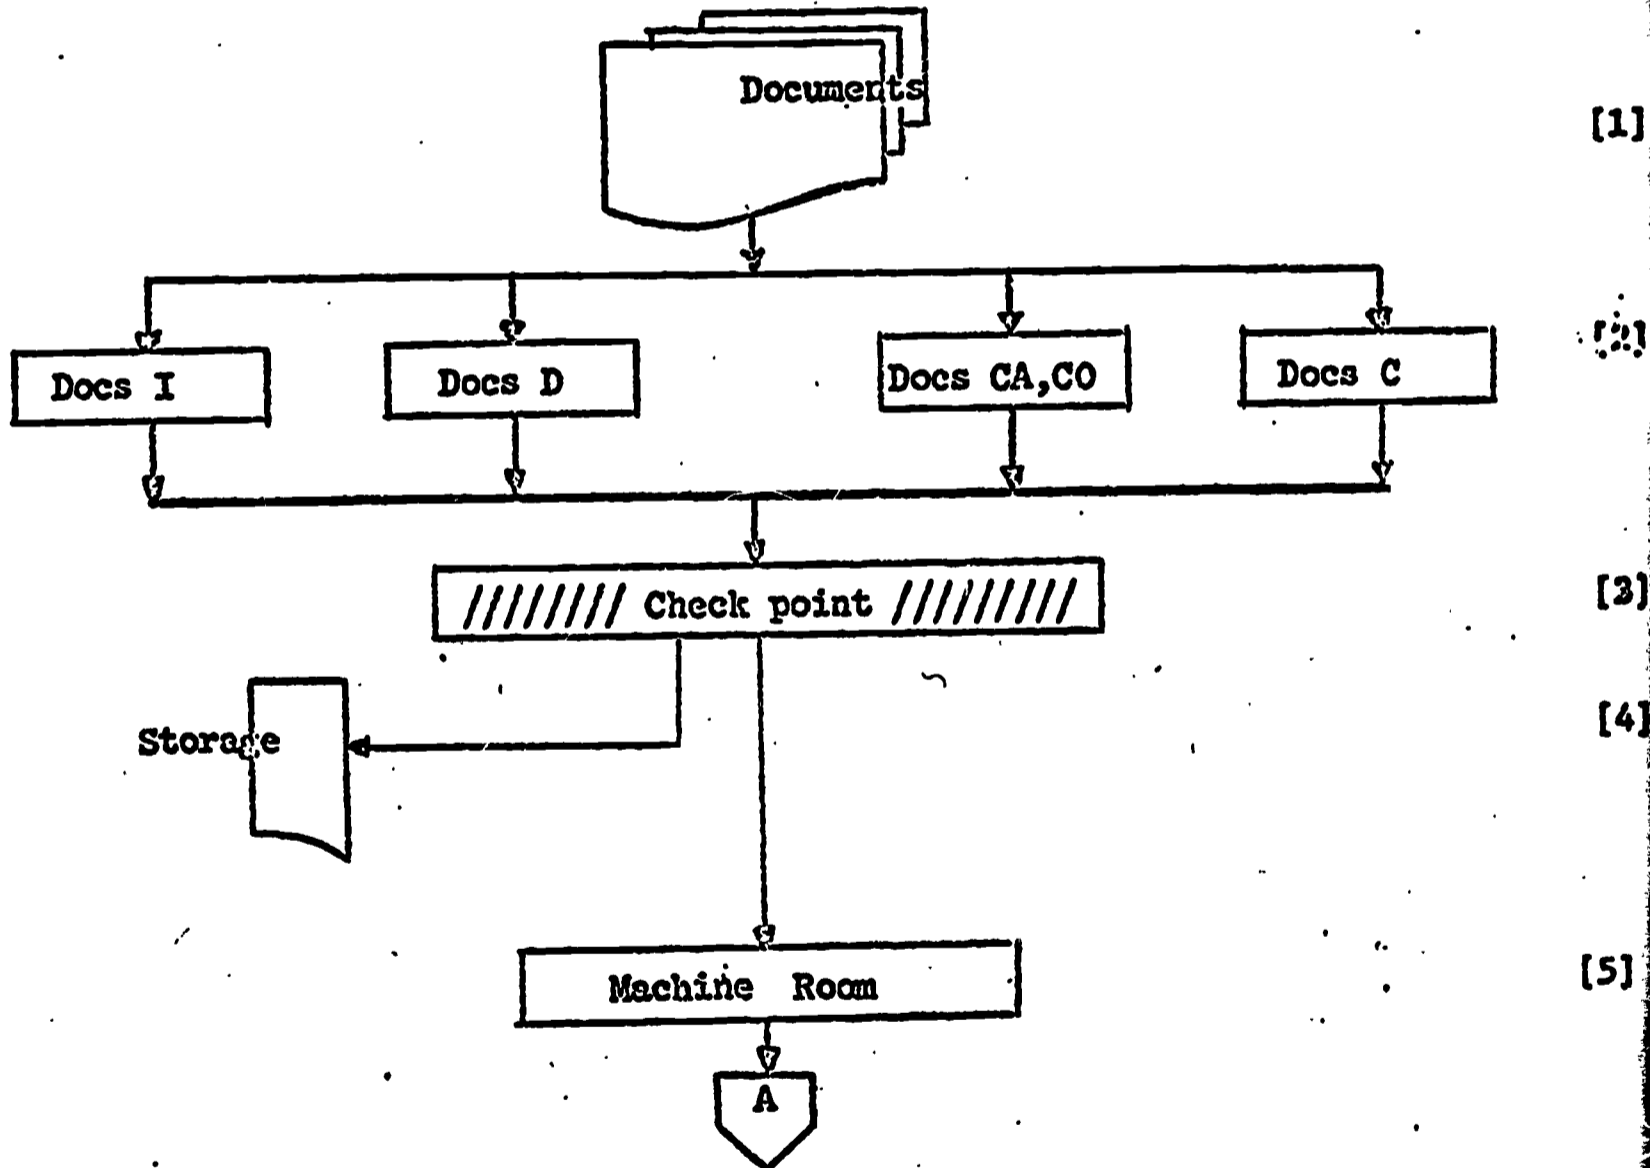 Documents
[1]
Docs I
Docs D
Docs CA,CO
Docs C
//////// Check point /////////
[3]
Storage
[4]
Machine Room
[5]
A